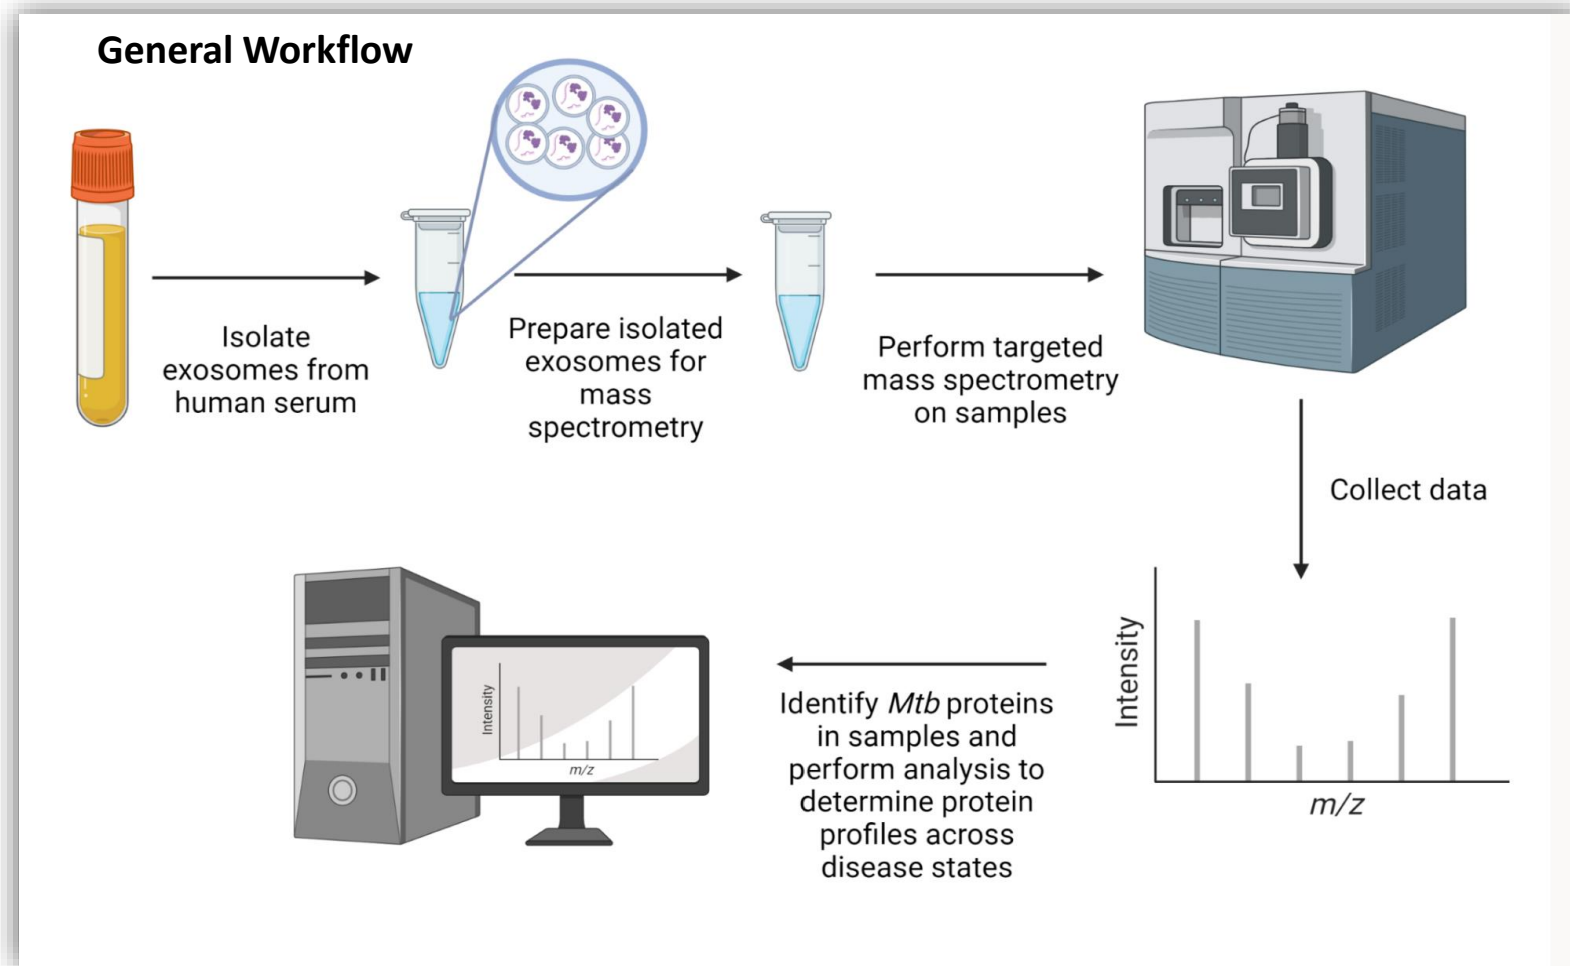 General Workflow
Isolate
exosomes from
human serum
Prepare isolated
exosomes for
mass
spectrometry
Perform targeted
mass spectrometry
on samples
Collect data
Intensity
m/z
Identify Mtb proteins
in samples and
perform analysis to
determine protein
profiles across
disease states
Intensity
m/z